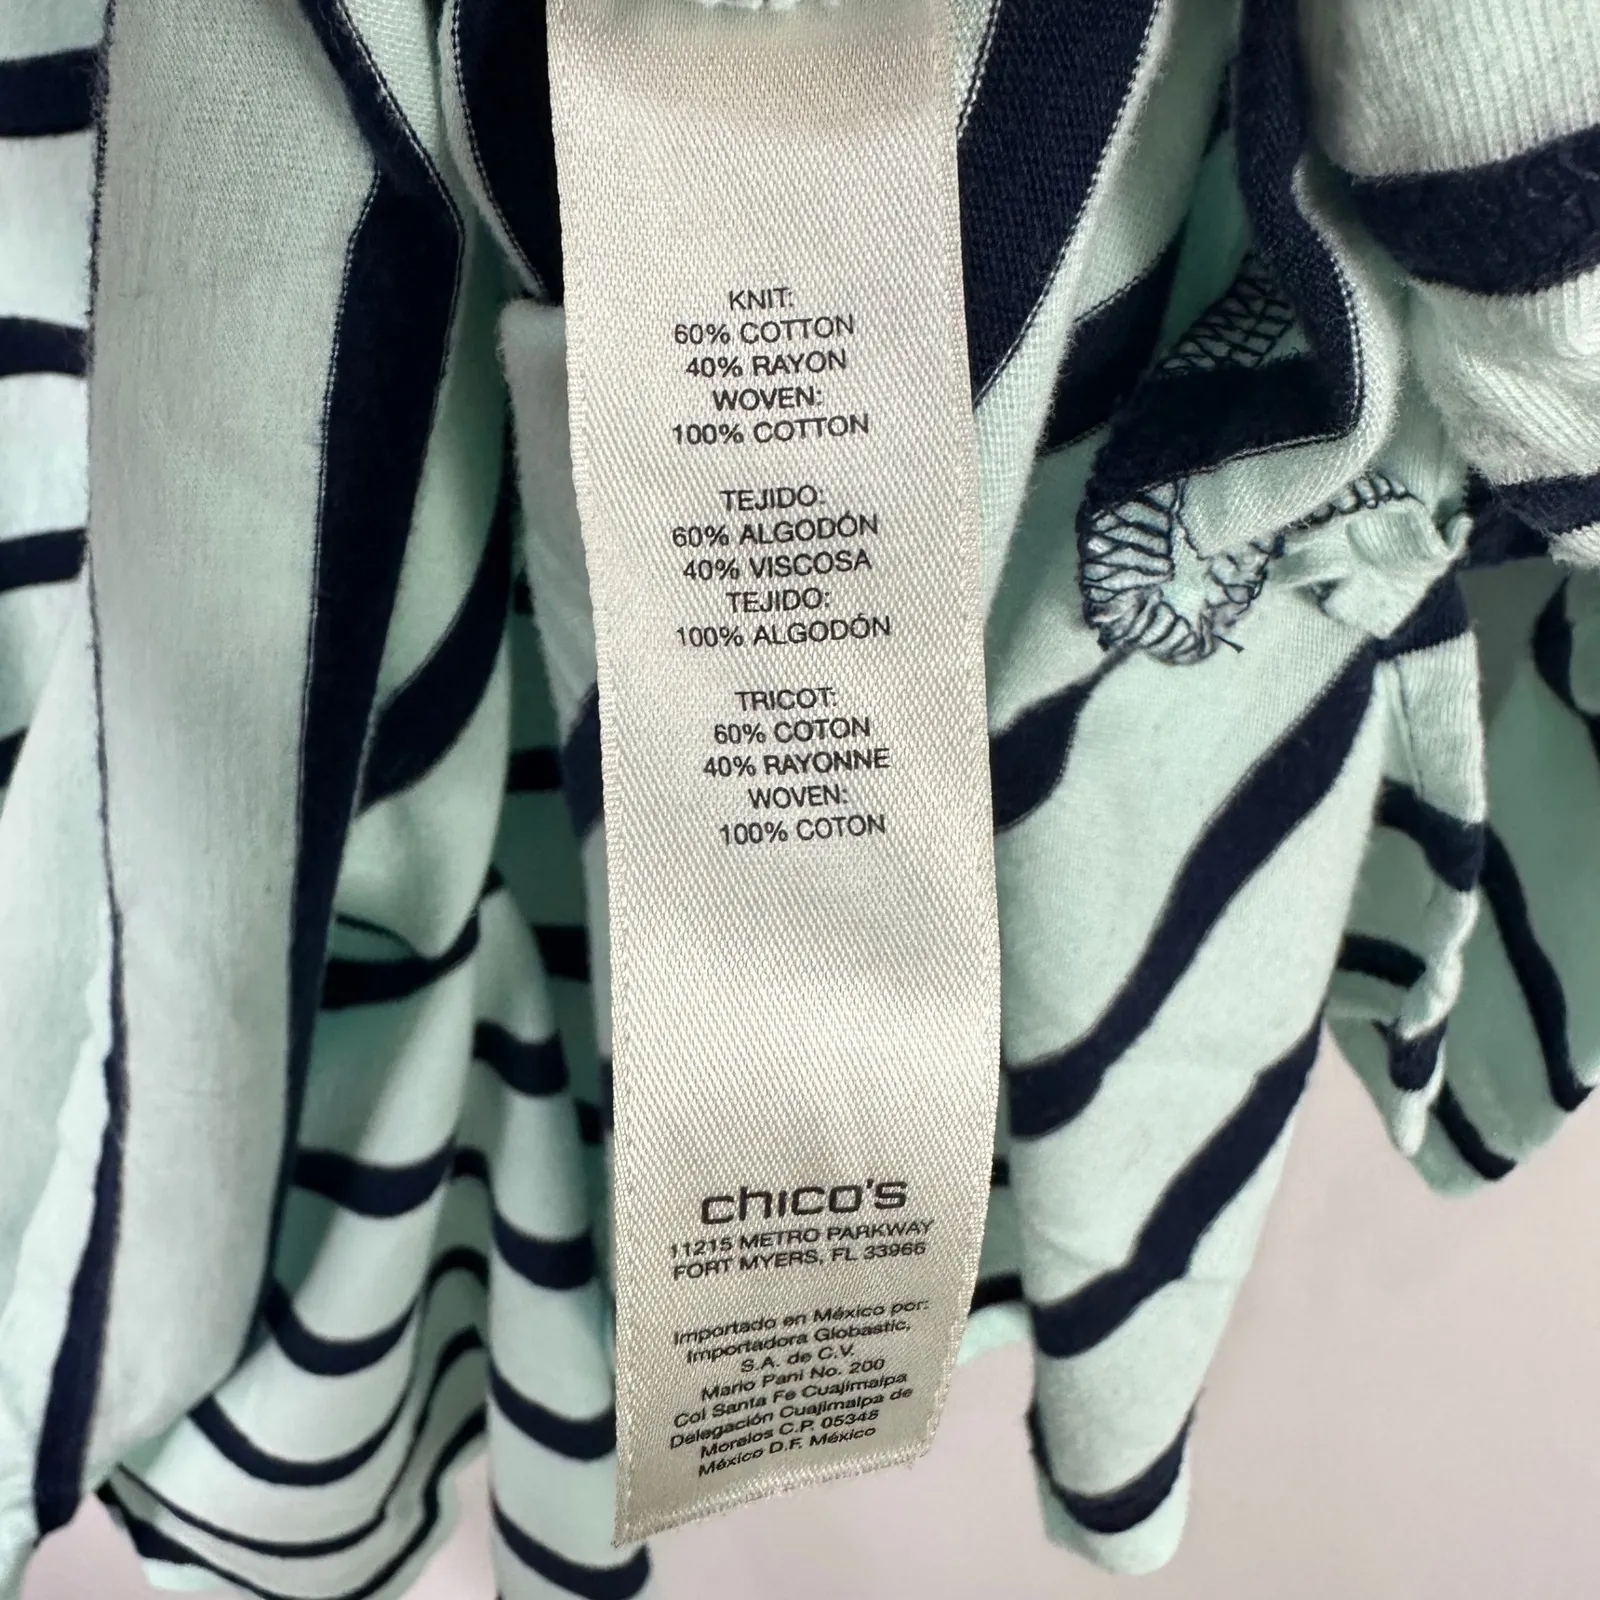 KNIT:
60% COTTON
40% RAYON
WOVEN:
100% COTTON
TEJIDO:
60% ALGODÓN
40% VISCOSA
TEJIDO:
100% ALGODÓN
TRICOT:
60% COTON
40% RAYONNE
WOVEN:
100% COTON
chico's
11215 METRO PARKWAY
FORT MYERS, FL 33966
Importado en México por:
Importadora Globastic,
S.A. de C.V.
Mario Pani No. 200
Col Santa Fe Cuajimalpa
Delegación Cuajimalpa de
Morelos C.P. 05348
México D.F. México